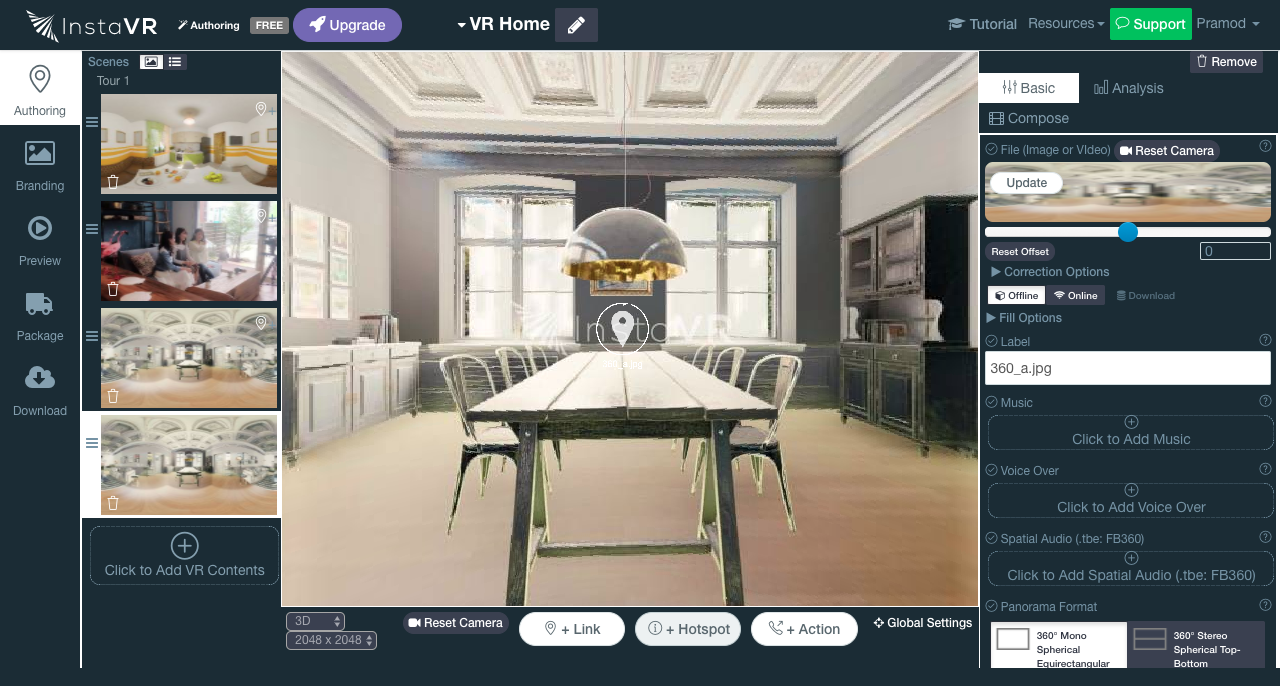 InstaVR
Authoring
FREE
Upgrade
VR Home
Tutorial
Resources
Support
Pramod
Authoring
Branding
Preview
Package
Download
Scenes
Tour 1
Click to Add VR Contents
InstaVR
360_a.jpg
3D
2048 x 2048
Reset Camera
+ Link
+ Hotspot
+ Action
Global Settings
Remove
Basic
Analysis
Compose
File (Image or VIdeo)
Reset Camera
Update
Reset Offset
0
Correction Options
Offline
Online
Download
Fill Options
Label
360_a.jpg
Music
Click to Add Music
Voice Over
Click to Add Voice Over
Spatial Audio (.tbe: FB360)
Click to Add Spatial Audio (.tbe: FB360)
Panorama Format
360° Mono
Spherical
Equirectangular
360° Stereo
Spherical Top-
Bottom